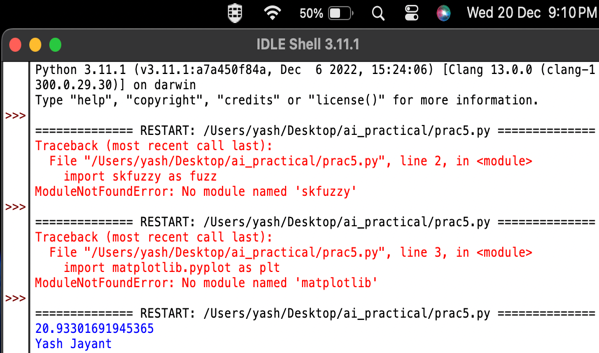 50% Wed 20 Dec 9:10 PM
IDLE Shell 3.11.1
Python 3.11.1 (v3.11.1:a7a450f84a, Dec  6 2022, 15:24:06) [Clang 13.0.0 (clang-1
300.0.29.30)] on darwin
Type "help", "copyright", "credits" or "license()" for more information.
>>>
============== RESTART: /Users/yash/Desktop/ai_practical/prac5.py ==============
Traceback (most recent call last):
  File "/Users/yash/Desktop/ai_practical/prac5.py", line 2, in <module>
    import skfuzzy as fuzz
ModuleNotFoundError: No module named 'skfuzzy'
>>>
============== RESTART: /Users/yash/Desktop/ai_practical/prac5.py ==============
Traceback (most recent call last):
  File "/Users/yash/Desktop/ai_practical/prac5.py", line 3, in <module>
    import matplotlib.pyplot as plt
ModuleNotFoundError: No module named 'matplotlib'
>>>
============== RESTART: /Users/yash/Desktop/ai_practical/prac5.py ==============
20.93301691945365
Yash Jayant